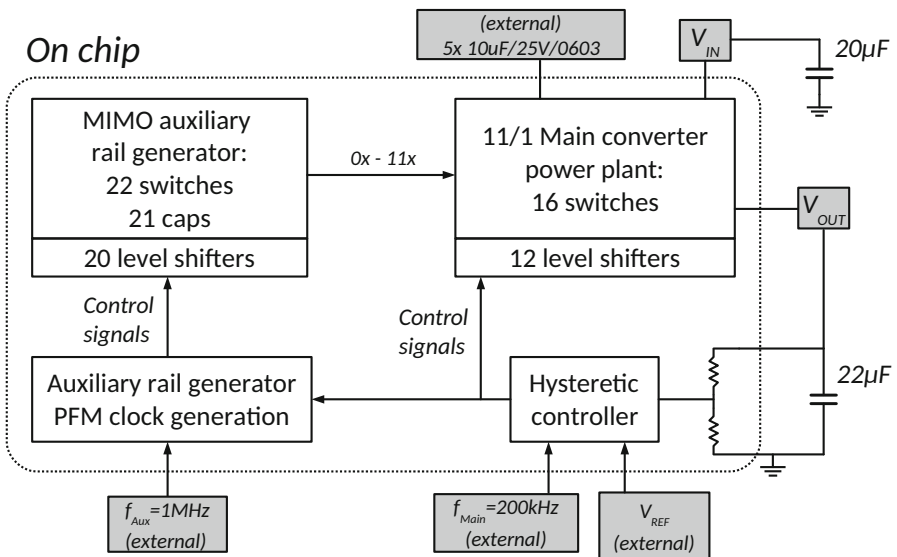 On chip
(external)
5x 10uF/25V/0603
V_IN
20µF
MIMO auxiliary
rail generator:
22 switches
21 caps
20 level shifters
0x - 11x
11/1 Main converter
power plant:
16 switches
12 level shifters
V_OUT
Control
signals
Control
signals
Auxiliary rail generator
PFM clock generation
Hysteretic
controller
22µF
f_Aux=1MHz
(external)
f_Main=200kHz
(external)
V_REF
(external)